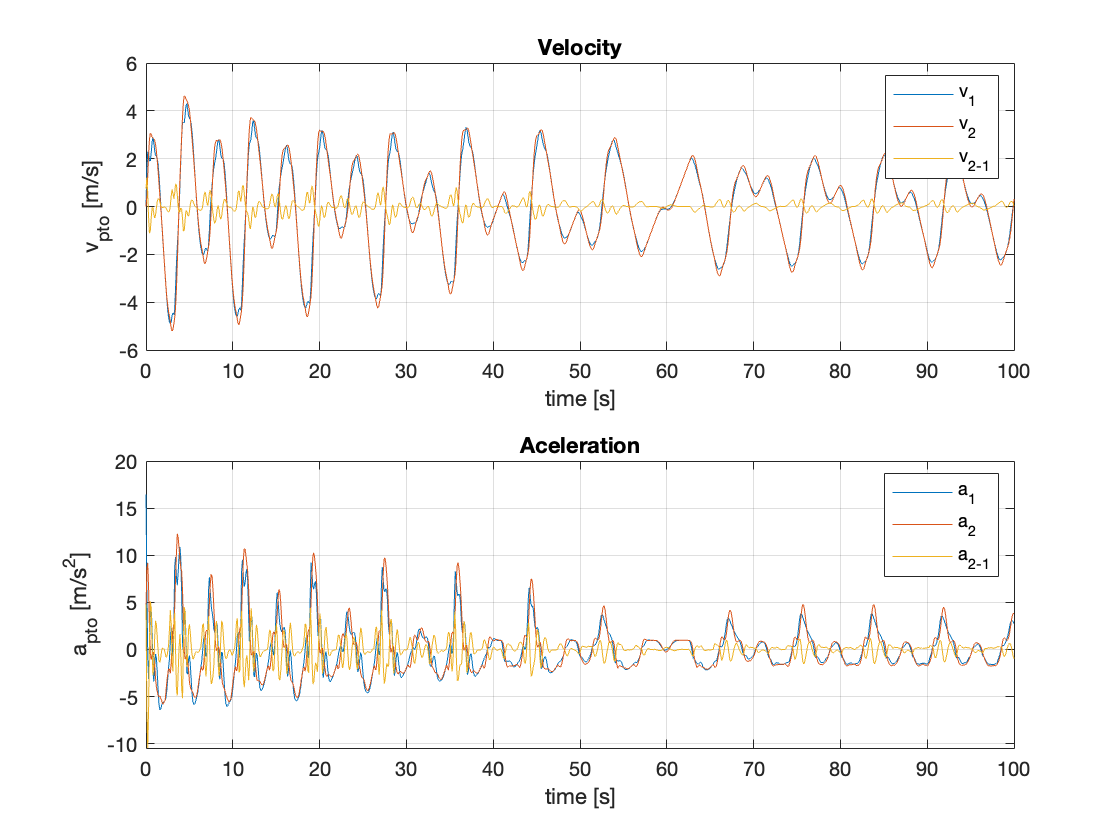 Velocity
6
4
2
0
-2
-4
-6
v_pto [m/s]
v_1
v_2
v_2-1
0 10 20 30 40 50 60 70 80 90 100
time [s]
Aceleration
20
15
10
5
0
-5
-10
a_pto [m/s^2]
a_1
a_2
a_2-1
0 10 20 30 40 50 60 70 80 90 100
time [s]